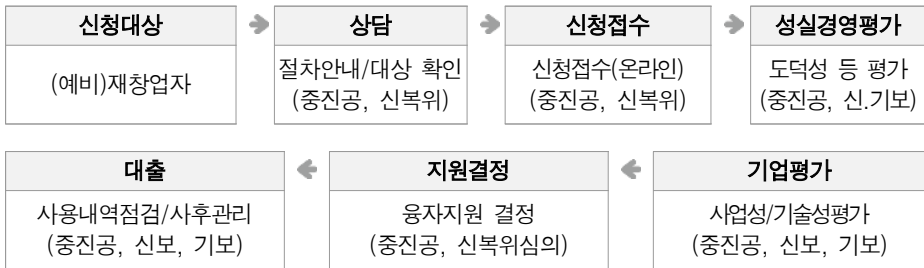 신청대상
(예비)재창업자
상담
절차안내/대상 확인
(중진공, 신복위)
신청접수
신청접수(온라인)
(중진공, 신복위)
성실경영평가
도덕성 등 평가
(중진공, 신.기보)
기업평가
사업성/기술성평가
(중진공, 신보, 기보)
지원결정
융자지원 결정
(중진공, 신복위심의)
대출
사용내역점검/사후관리
(중진공, 신보, 기보)